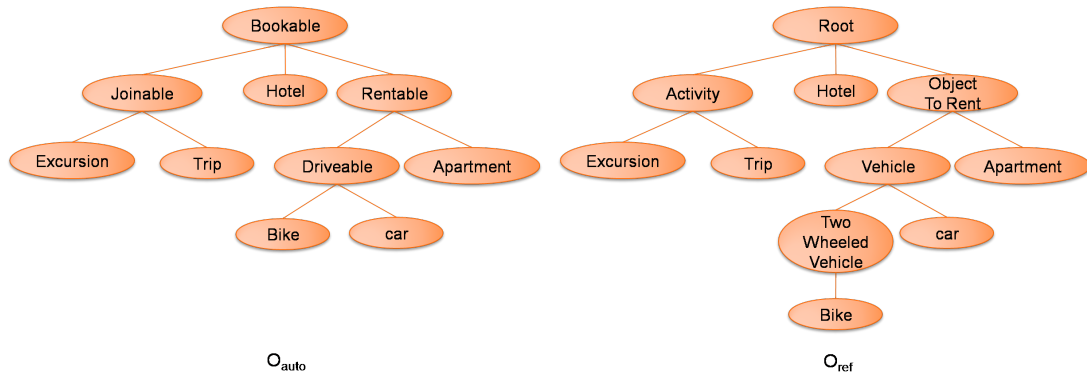 Bookable
Root
Joinable
Hotel
Rentable
Activity
Hotel
Object
To Rent
Excursion
Trip
Driveable
Apartment
Excursion
Trip
Vehicle
Apartment
Bike
car
Two
Wheeled
Vehicle
car
Bike
Oauto
Oref